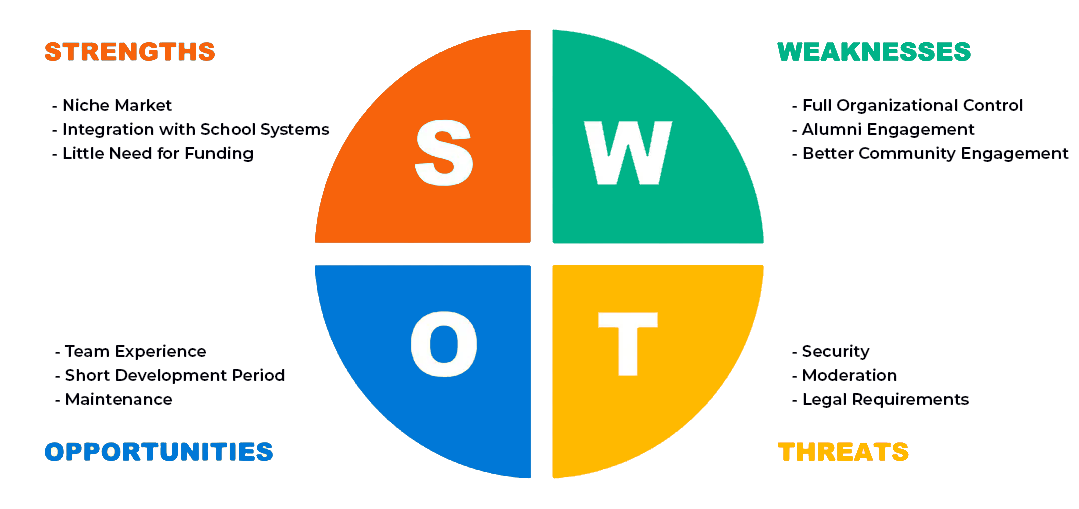 STRENGTHS
- Niche Market
- Integration with School Systems
- Little Need for Funding
WEAKNESSES
- Full Organizational Control
- Alumni Engagement
- Better Community Engagement
S
W
O
T
- Team Experience
- Short Development Period
- Maintenance
OPPORTUNITIES
- Security
- Moderation
- Legal Requirements
THREATS